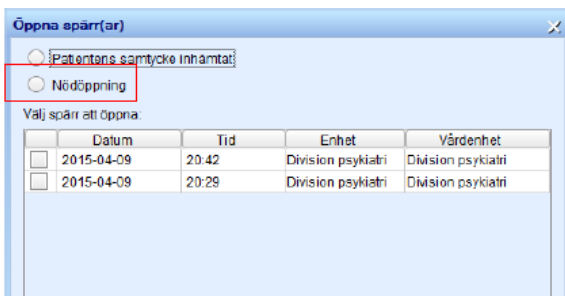 Öppna spärr(ar)
Patientens samtycke inhämtat
Nödöppning
Välj spärr att öppna:
Datum Tid Enhet Vårdenhet
2015-04-09 20:42 Division psykiatri Division psykiatri
2015-04-09 20:29 Division psykiatri Division psykiatri